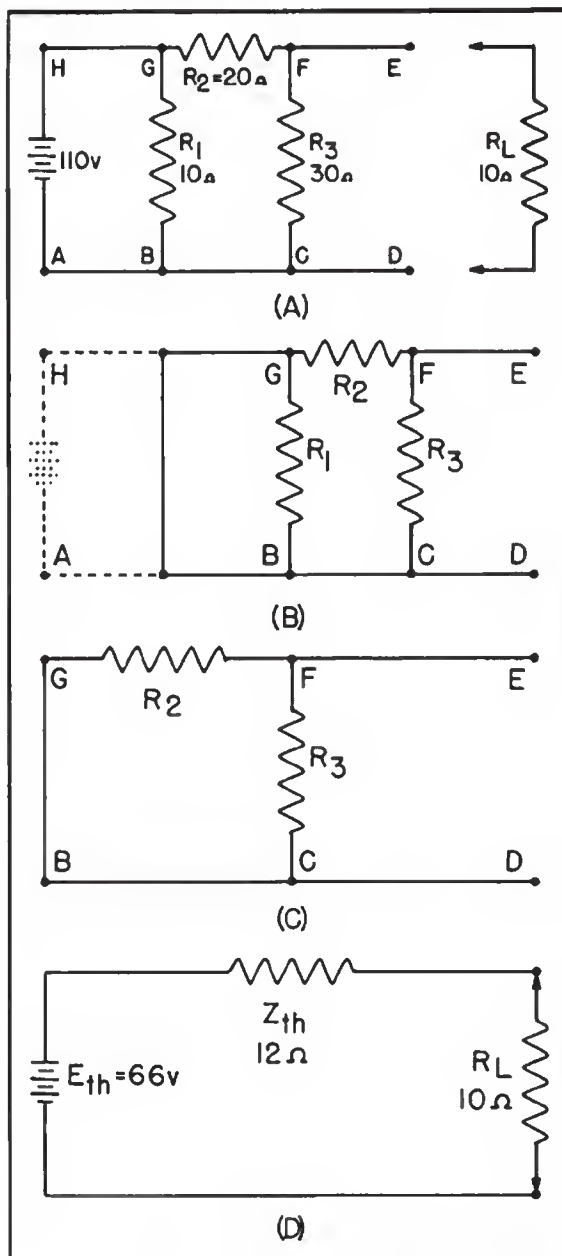 H G F E
R2=20Ω
110v R1 10Ω R3 30Ω RL 10Ω
A B C D
(A)
H G F E
R2
R1 R3
A B C D
(B)
G F E
R2
R3
B C D
(C)
Zth
12Ω
Eth=66v RL
10Ω
(D)